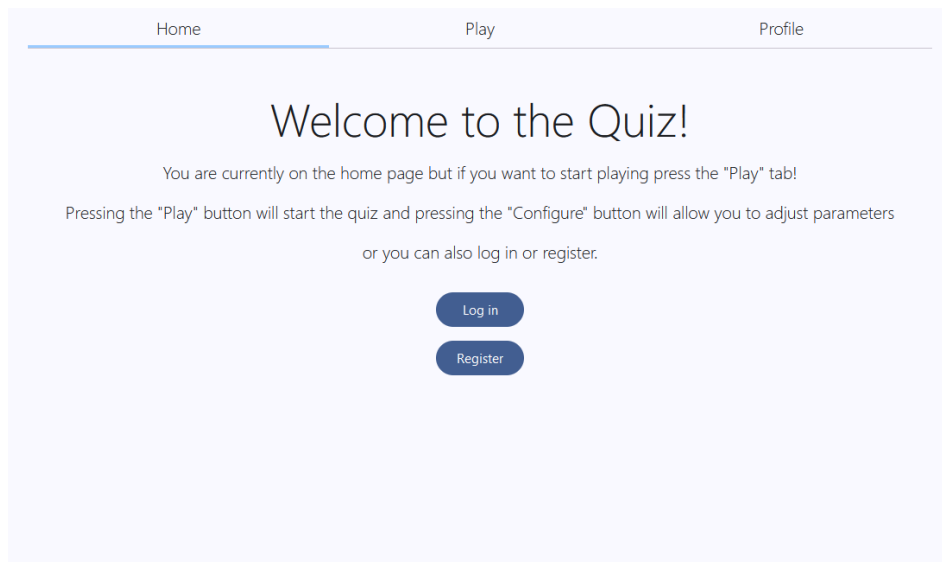 Home Play Profile
Welcome to the Quiz!
You are currently on the home page but if you want to start playing press the "Play" tab!
Pressing the "Play" button will start the quiz and pressing the "Configure" button will allow you to adjust parameters
or you can also log in or register.
Log in
Register